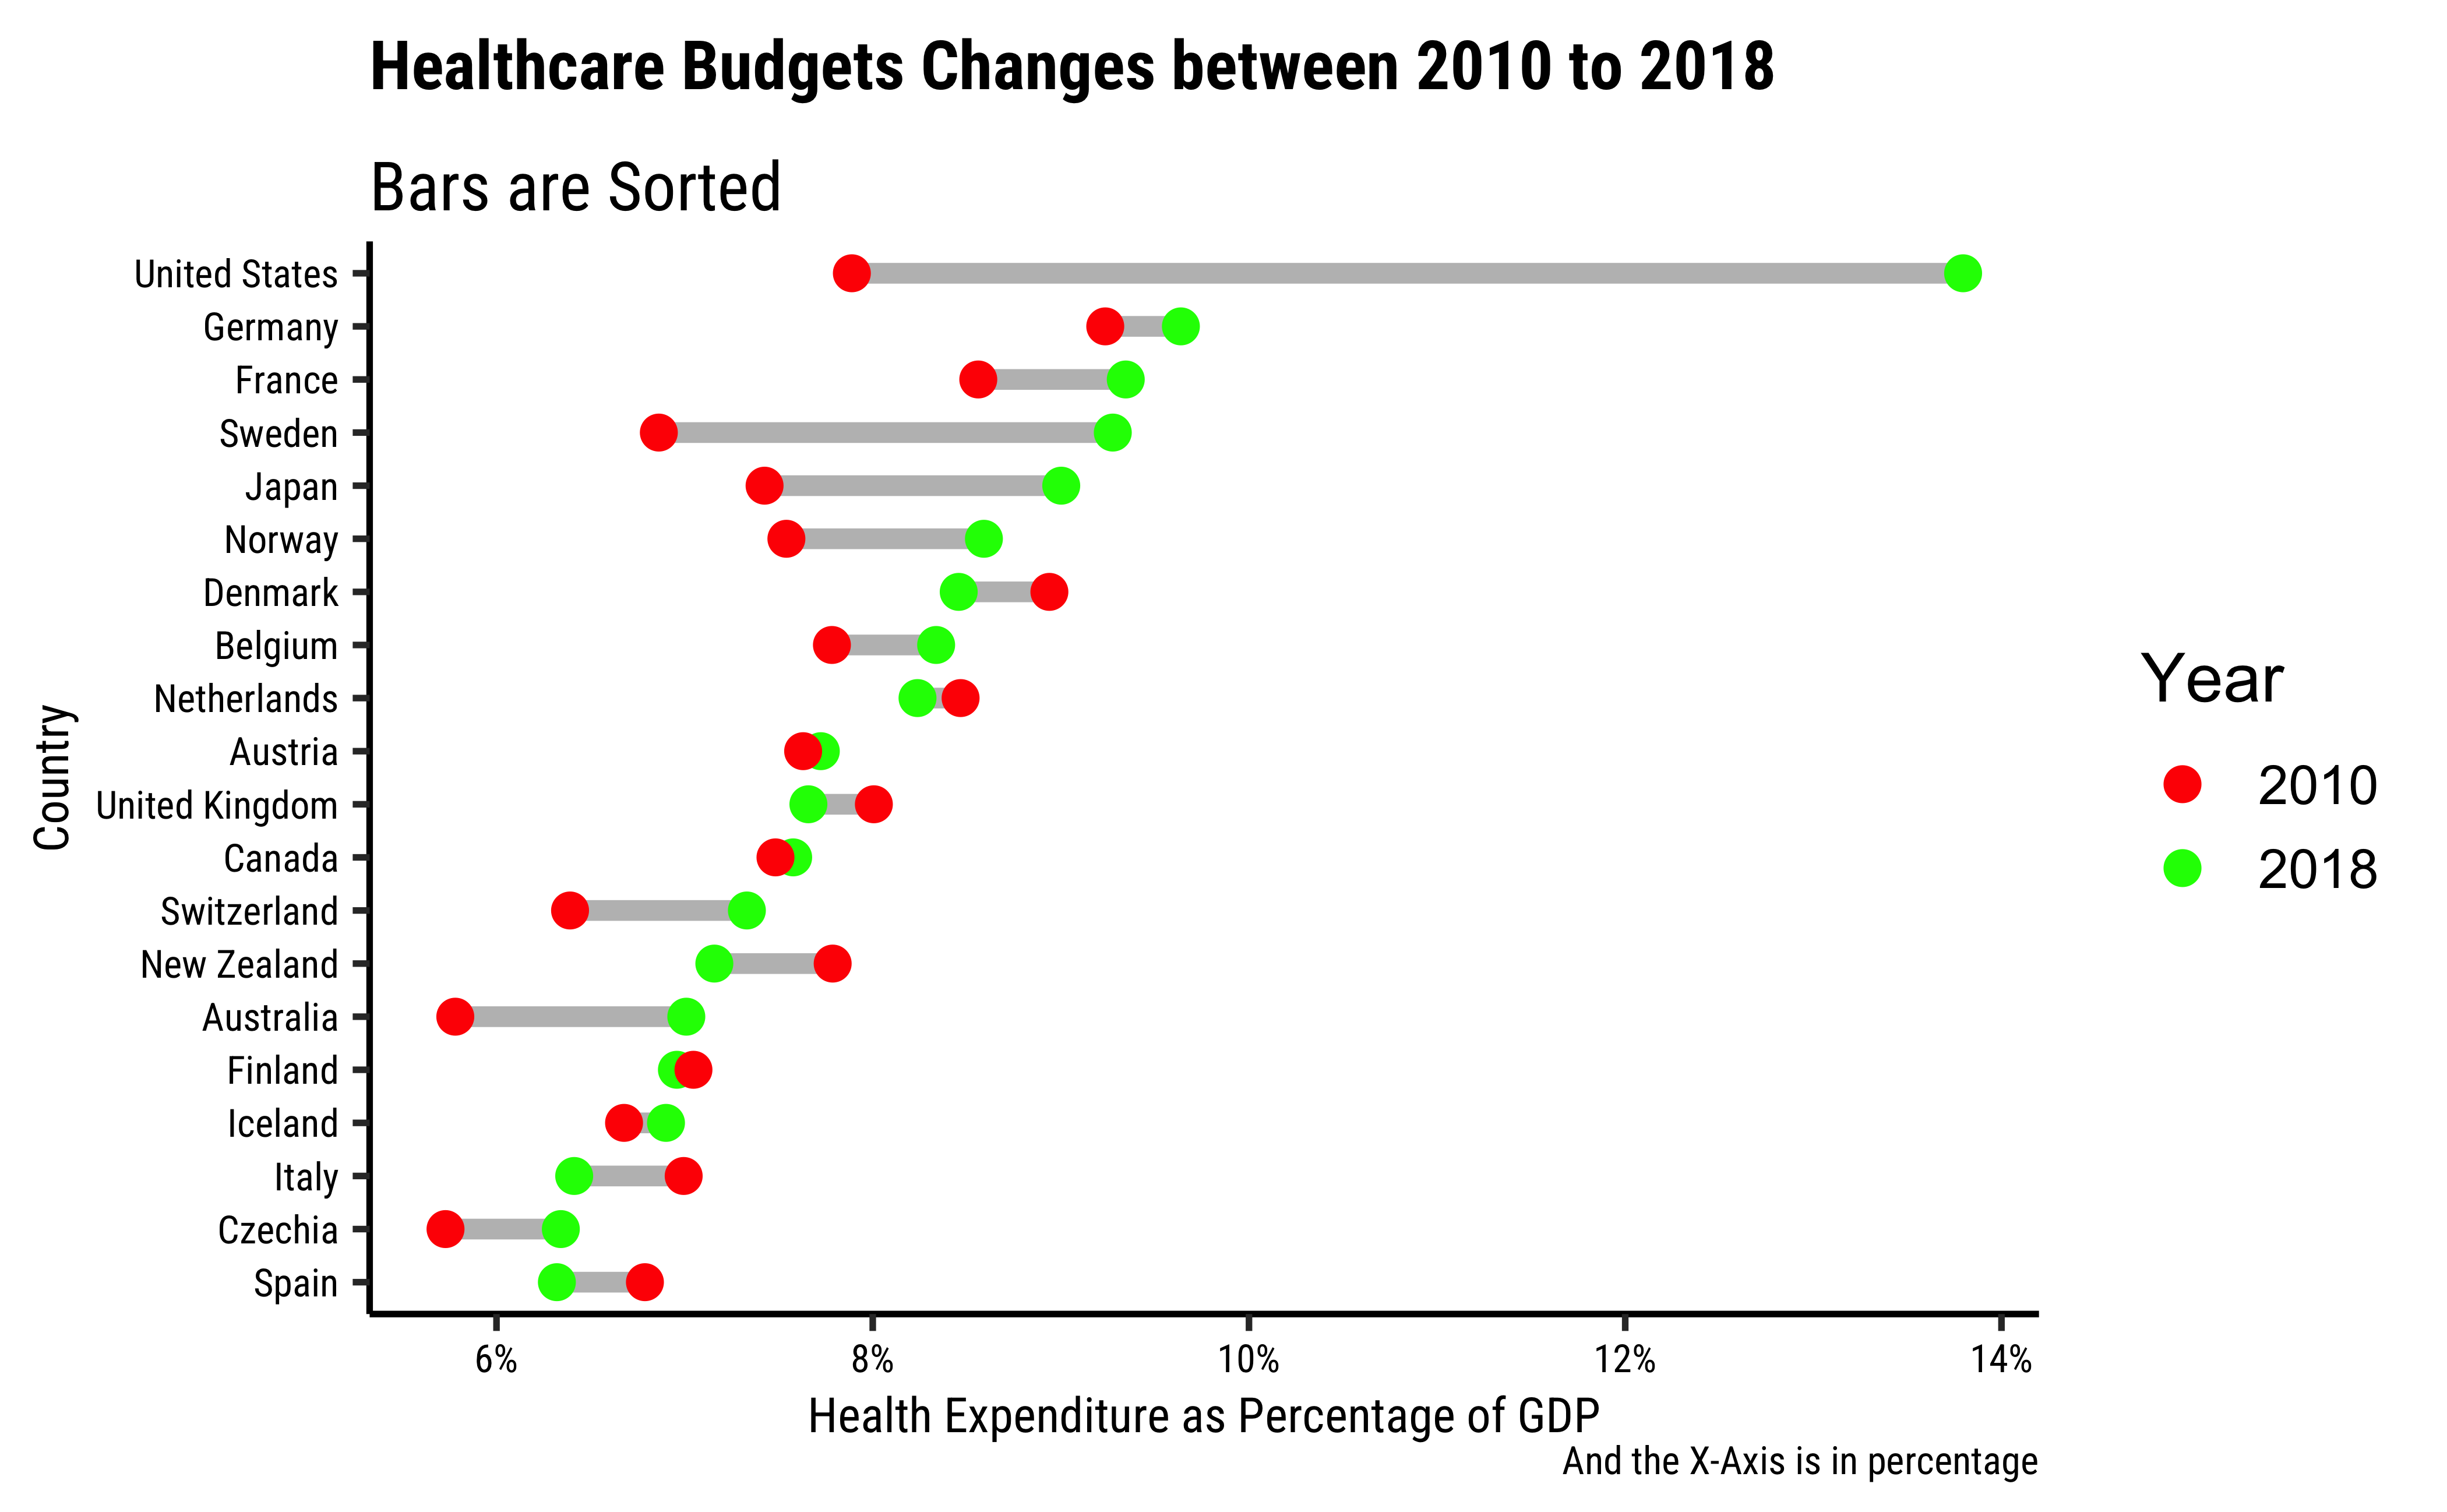 Healthcare Budgets Changes between 2010 to 2018
Bars are Sorted
United States
Germany
France
Sweden
Japan
Norway
Denmark
Belgium
Netherlands
Austria
United Kingdom
Canada
Switzerland
New Zealand
Australia
Finland
Iceland
Italy
Czechia
Spain
Country
6%
8%
10%
12%
14%
Health Expenditure as Percentage of GDP
And the X-Axis is in percentage
Year
2010
2018